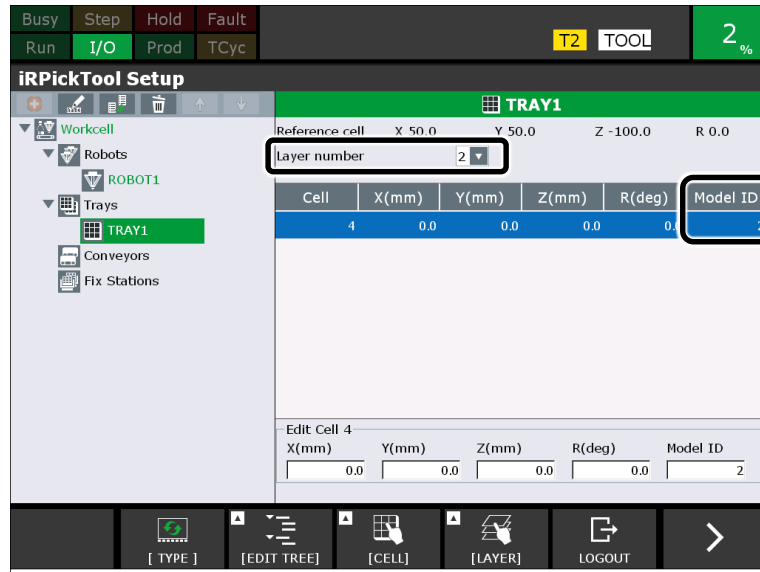 Busy Step Hold Fault
Run I/O Prod TCyc
T2 TOOL
2 %
iRPickTool Setup
TRAY1
Workcell
Robots
ROBOT1
Trays
TRAY1
Conveyors
Fix Stations
Reference cell X 50.0 Y 50.0 Z -100.0 R 0.0
Layer number 2
Cell X(mm) Y(mm) Z(mm) R(deg) Model ID
4 0.0 0.0 0.0 0.0 2
Edit Cell 4
X(mm) Y(mm) Z(mm) R(deg) Model ID
0.0 0.0 0.0 0.0 2
[ TYPE ] [EDIT TREE] [CELL] [LAYER] LOGOUT